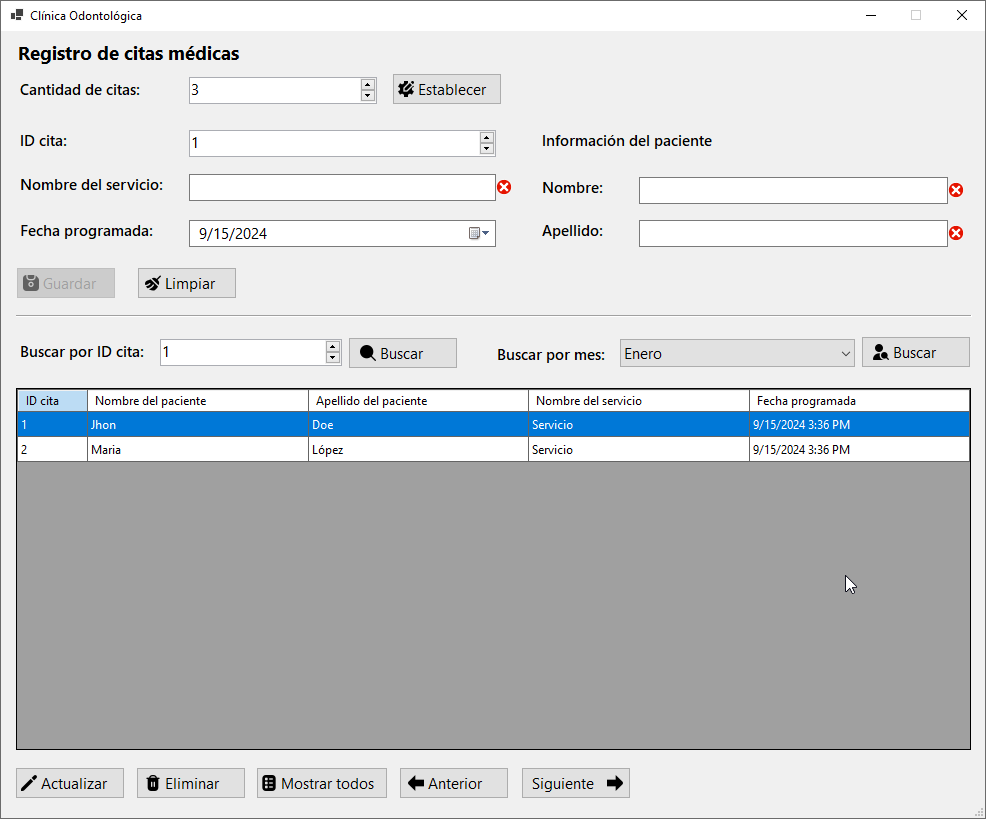 Clínica Odontológica
Registro de citas médicas
Cantidad de citas: 3 Establecer
ID cita: 1 Información del paciente
Nombre del servicio: Nombre:
Fecha programada: 9/15/2024 Apellido:
Guardar Limpiar
Buscar por ID cita: 1 Buscar Buscar por mes: Enero Buscar
ID cita Nombre del paciente Apellido del paciente Nombre del servicio Fecha programada
1 Jhon Doe Servicio 9/15/2024 3:36 PM
2 Maria López Servicio 9/15/2024 3:36 PM
Actualizar Eliminar Mostrar todos Anterior Siguiente